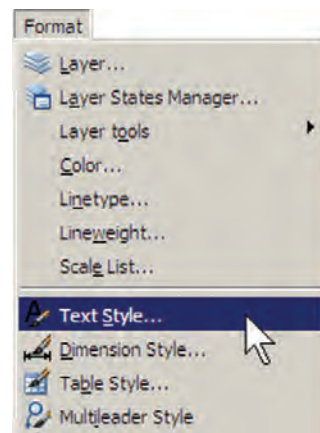 Format
Layer...
Layer States Manager...
Layer tools
Color...
Linetype...
Lineweight...
Scale List...
Text Style...
Dimension Style...
Table Style...
Multileader Style